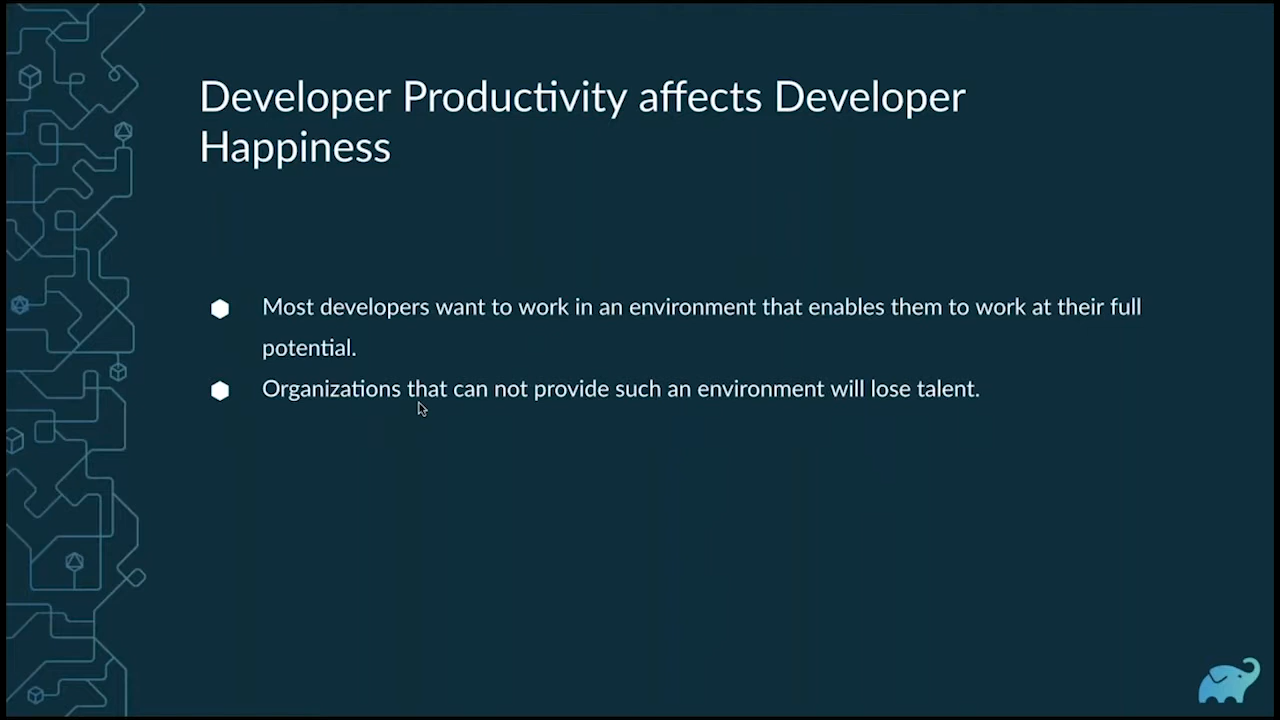 Developer Productivity affects Developer
Happiness
Most developers want to work in an environment that enables them to work at their full
potential.
Organizations that can not provide such an environment will lose talent.